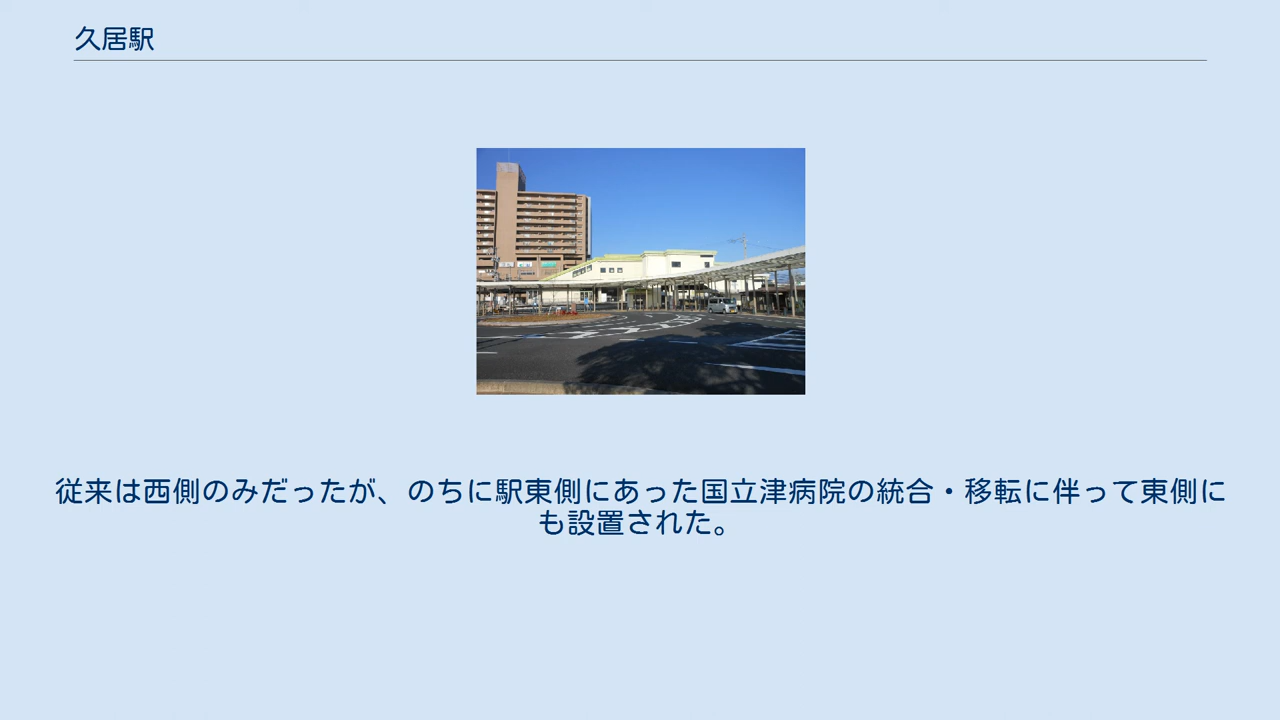 久居駅
従来は西側のみだったが、のちに駅東側にあった国立津病院の統合・移転に伴って東側に
も設置された。